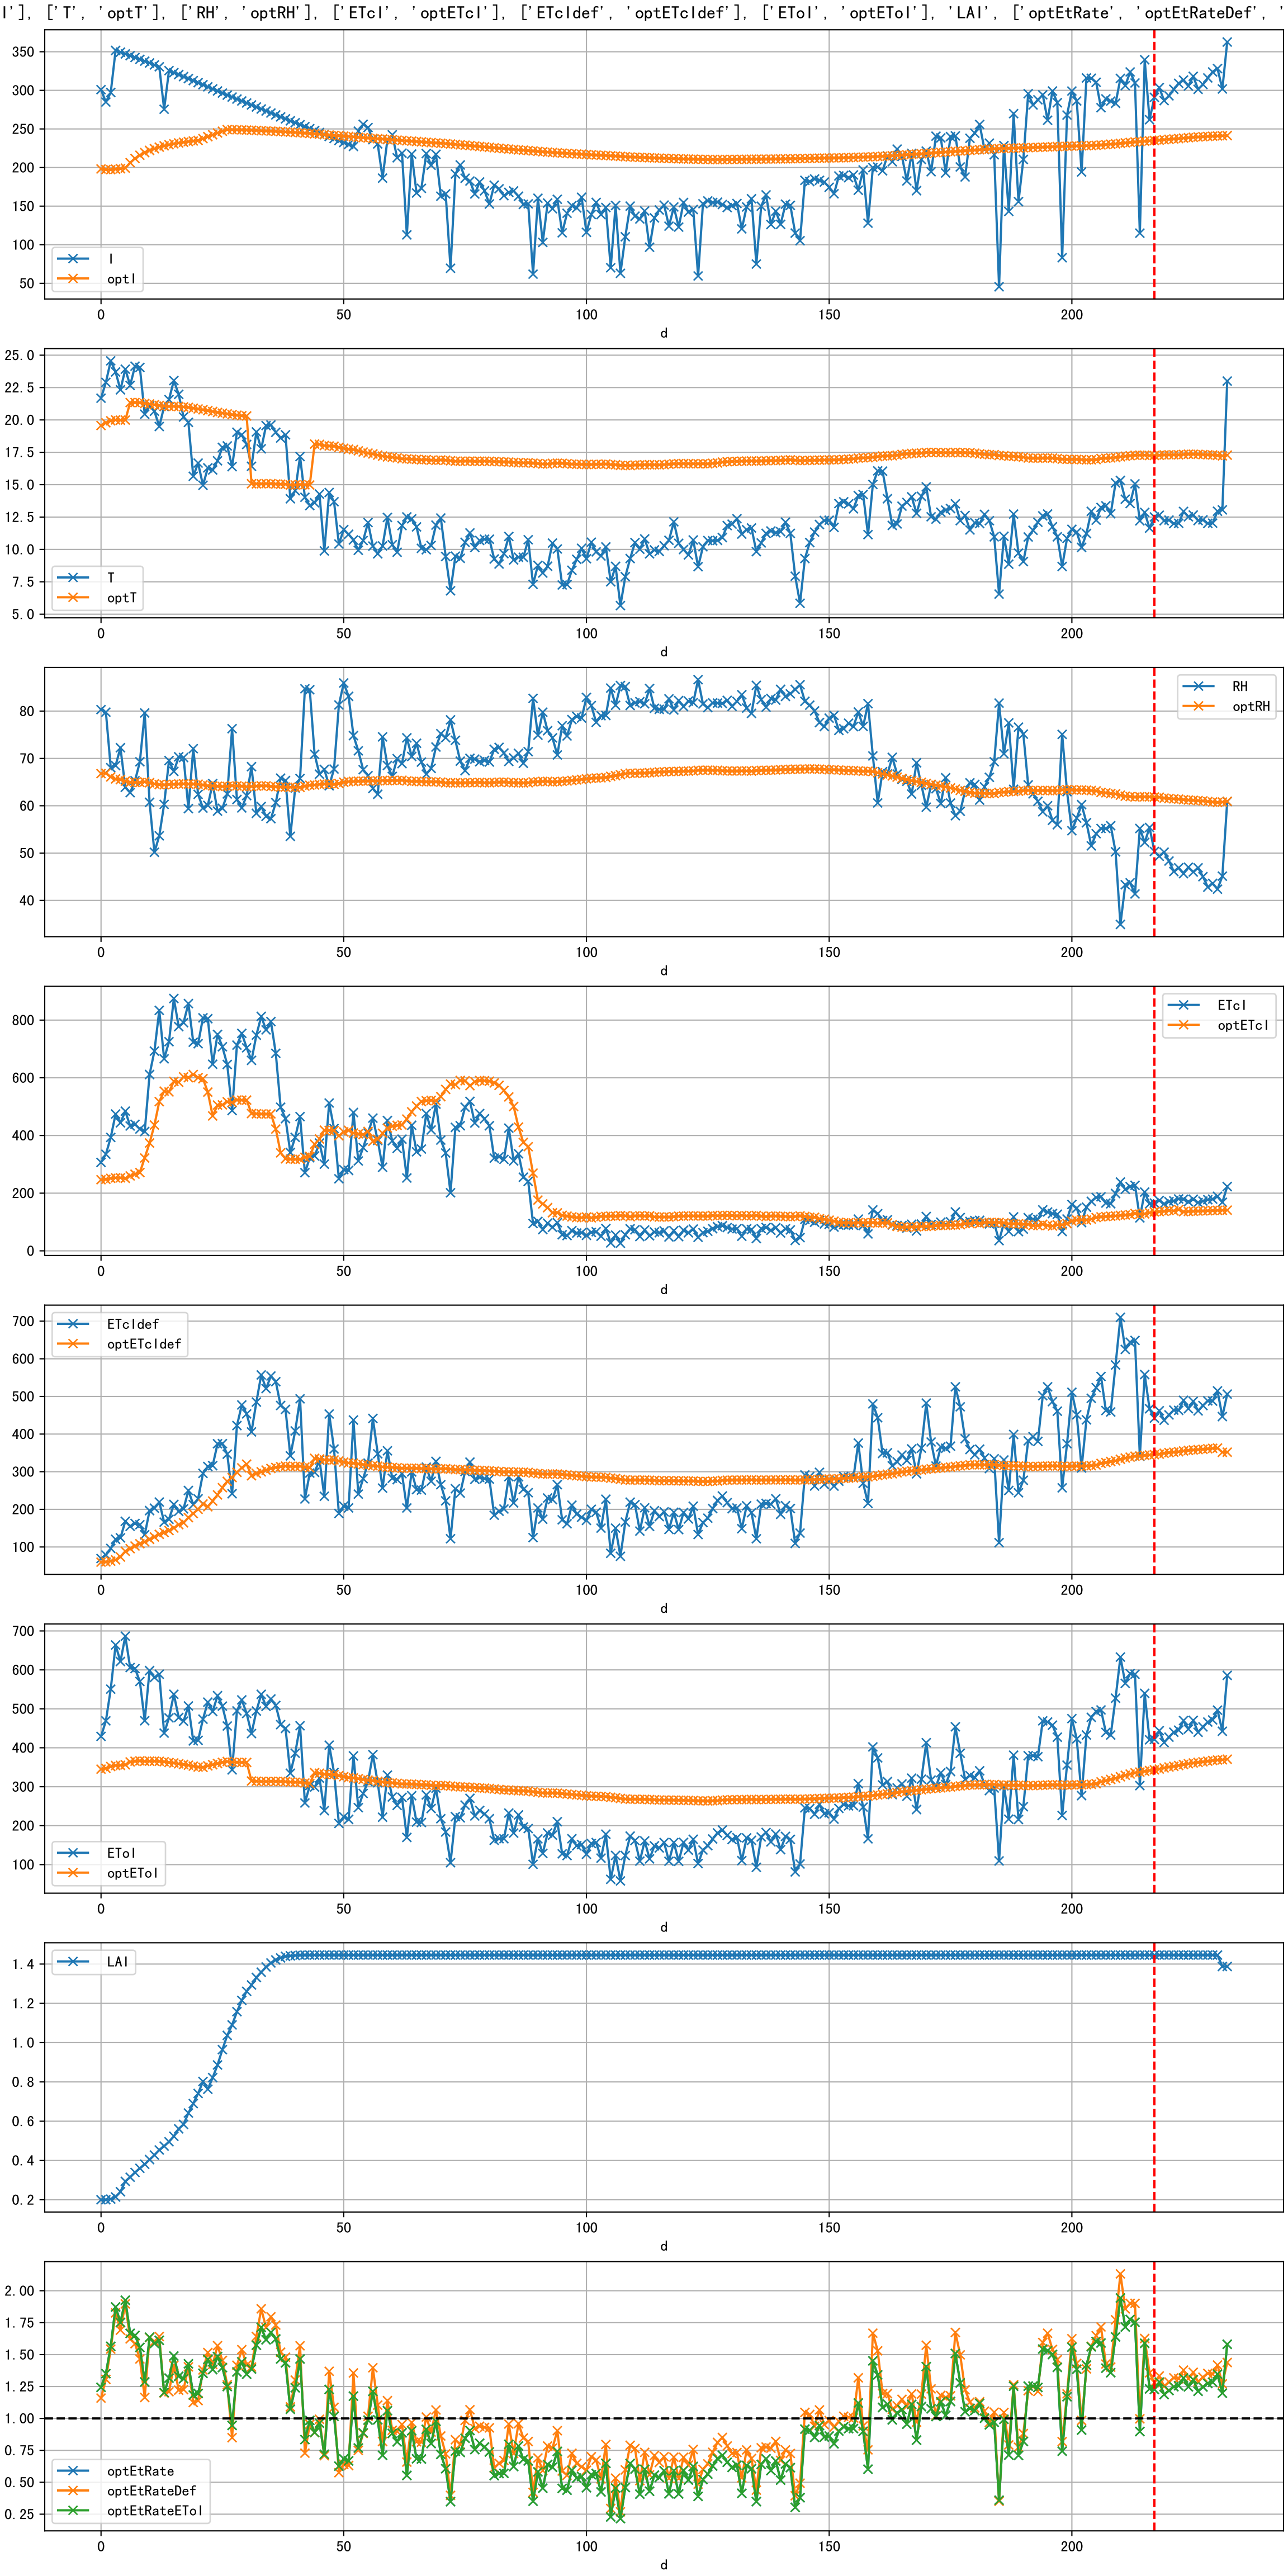 I'], ['T', 'optT'], ['RH', 'optRH'], ['ETcI', 'optETcI'], ['ETcIdef', 'optETcIdef'], ['EToI', 'optEToI'], 'LAI', ['optEtRate', 'optEtRateDef', '
350
300
250
200
150
100
50
I
optI
0 50 100 150 200
d
25.0
22.5
20.0
17.5
15.0
12.5
10.0
7.5
5.0
T
optT
0 50 100 150 200
d
80
70
60
50
40
RH
optRH
0 50 100 150 200
d
800
600
400
200
0
ETcI
optETcI
0 50 100 150 200
d
700
600
500
400
300
200
100
ETcIdef
optETcIdef
0 50 100 150 200
d
700
600
500
400
300
200
100
EToI
optEToI
0 50 100 150 200
d
1.4
1.2
1.0
0.8
0.6
0.4
0.2
LAI
0 50 100 150 200
d
2.00
1.75
1.50
1.25
1.00
0.75
0.50
0.25
optEtRate
optEtRateDef
optEtRateEToI
0 50 100 150 200
d